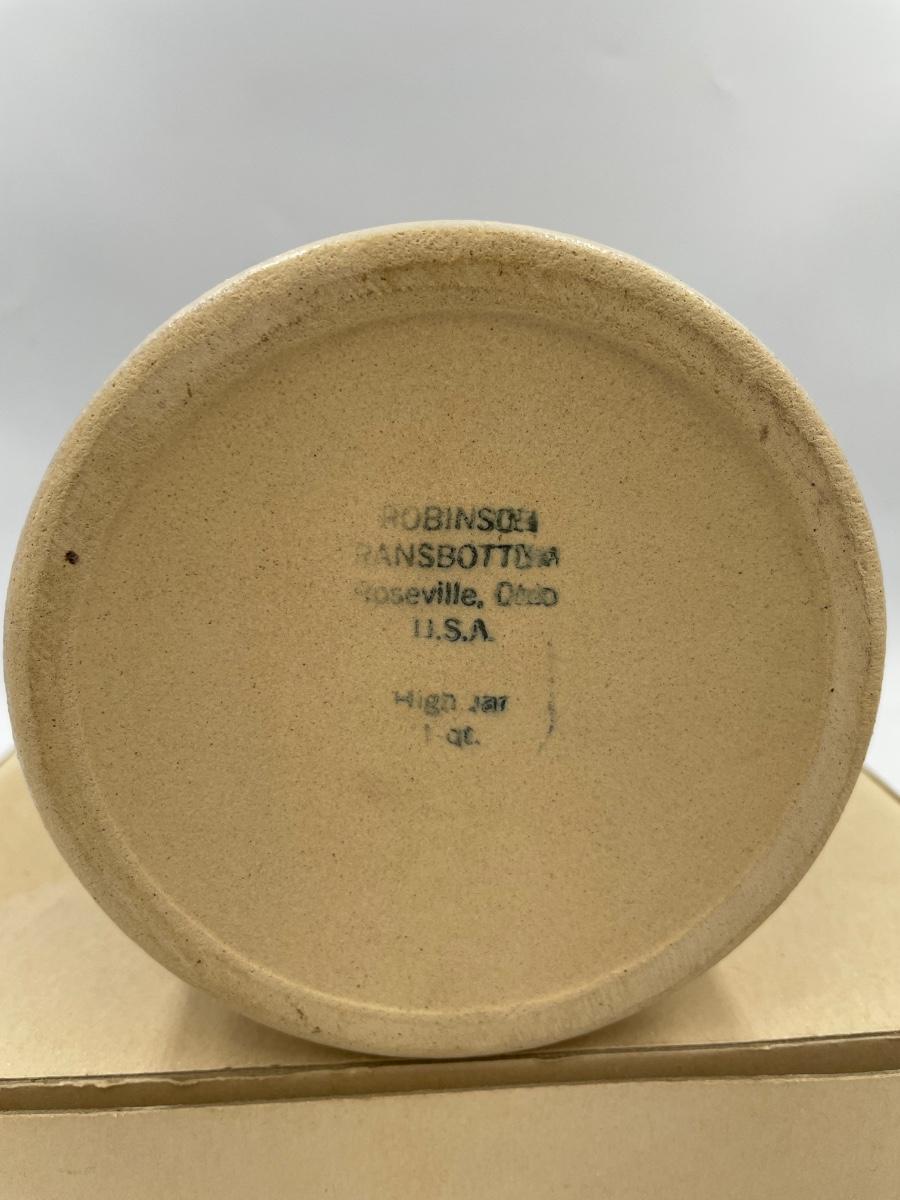 ROBINSON
RANSBOTTOM
Roseville, Ohio
U.S.A.
High Jar
1 qt.